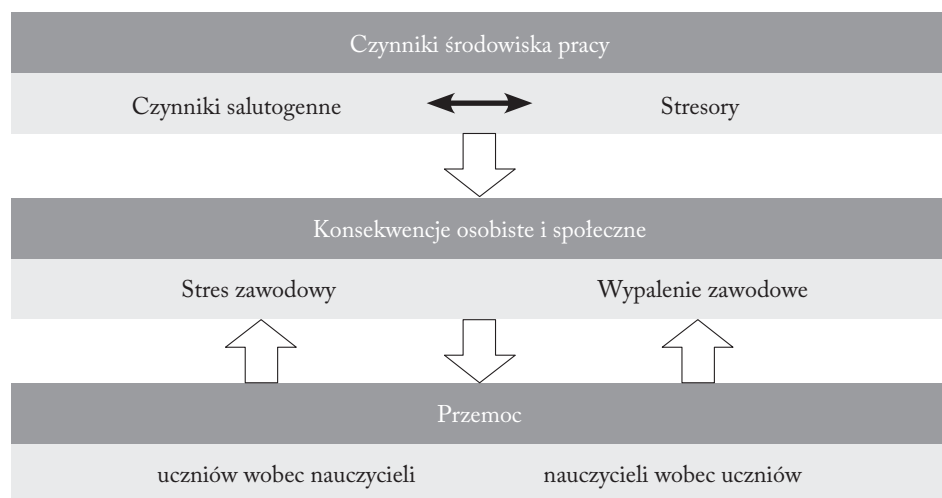 Czynniki środowiska pracy
Czynniki salutogenne Stresory
Konsekwencje osobiste i społeczne
Stres zawodowy Wypalenie zawodowe
Przemoc
uczniów wobec nauczycieli nauczycieli wobec uczniów